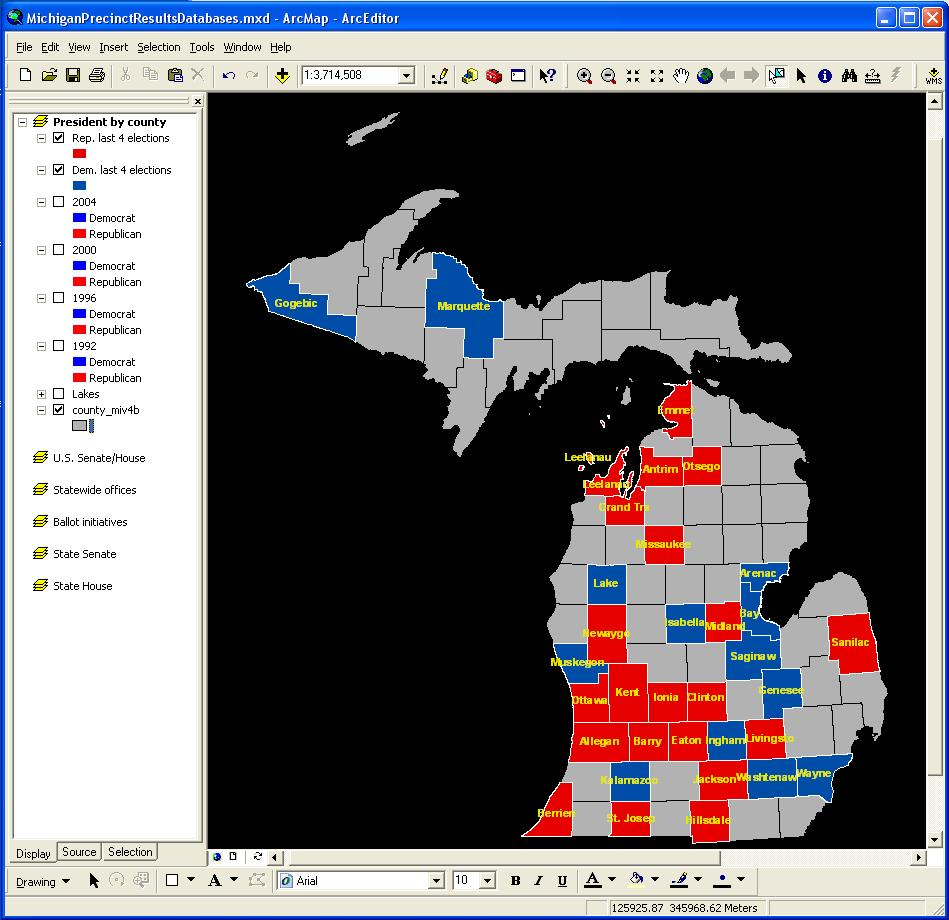 MichiganPrecinctResultsDatabases.mxd - ArcMap - ArcEditor
File Edit View Insert Selection Tools Window Help
1:3,714,508
WMS
President by county
Rep. last 4 elections
Dem. last 4 elections
2004
Democrat
Republican
2000
Democrat
Republican
1996
Democrat
Republican
1992
Democrat
Republican
Lakes
county_miv4b
U.S. Senate/House
Statewide offices
Ballot initiatives
State Senate
State House
Gogebic
Marquette
Emmet
Leelanau
Antrim Otsego
Leelanau
Grand Tra
Missaukee
Arenac
Lake
Bay
Isabella Midland
Newaygo
Sanilac
Saginaw
Muskegon
Genesee
Kent
Ottawa Ionia Clinton
Allegan Barry Eaton Ingham Livingsto
Kalamazoo Jackson Washtenaw Wayne
Berrien St. Josep Hillsdale
Display Source Selection
Drawing A Arial 10 B I U A
125925.87 345968.62 Meters